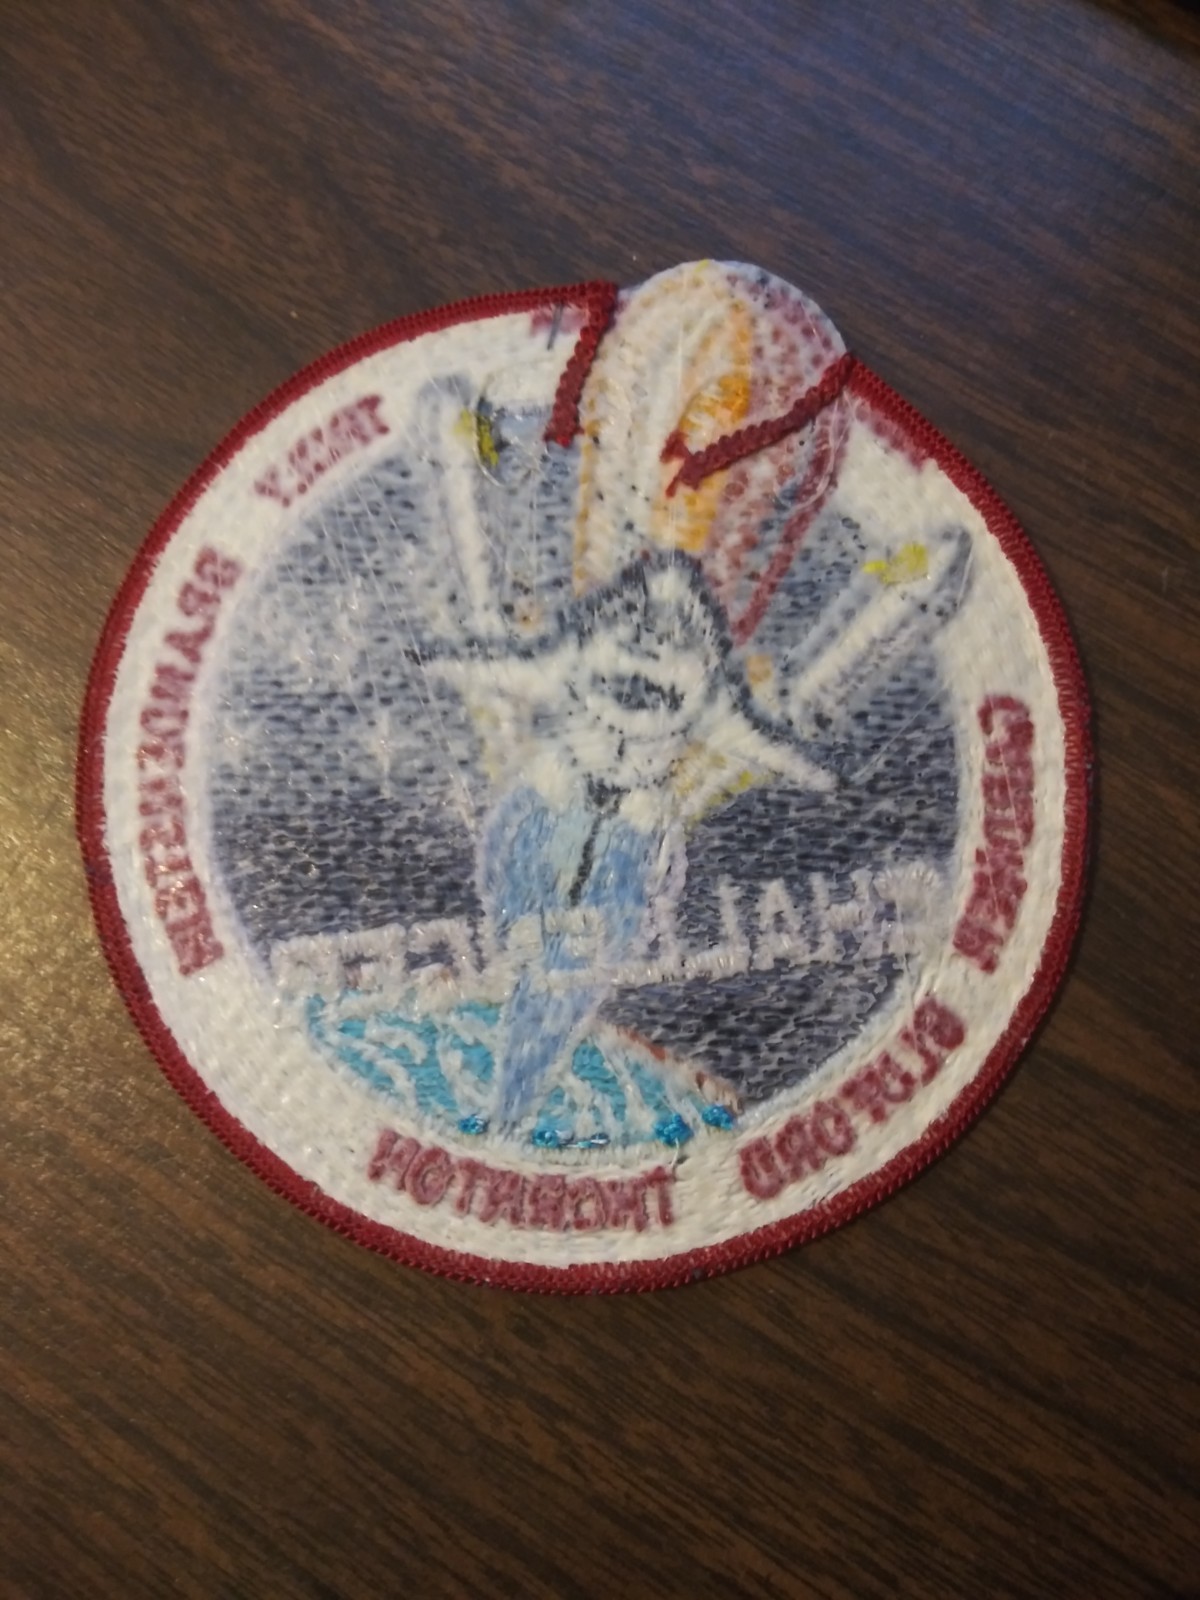 TRULY
BRANDENSTEIN
CHALLENGER
GARDNER
BLUFORD
THORNTON